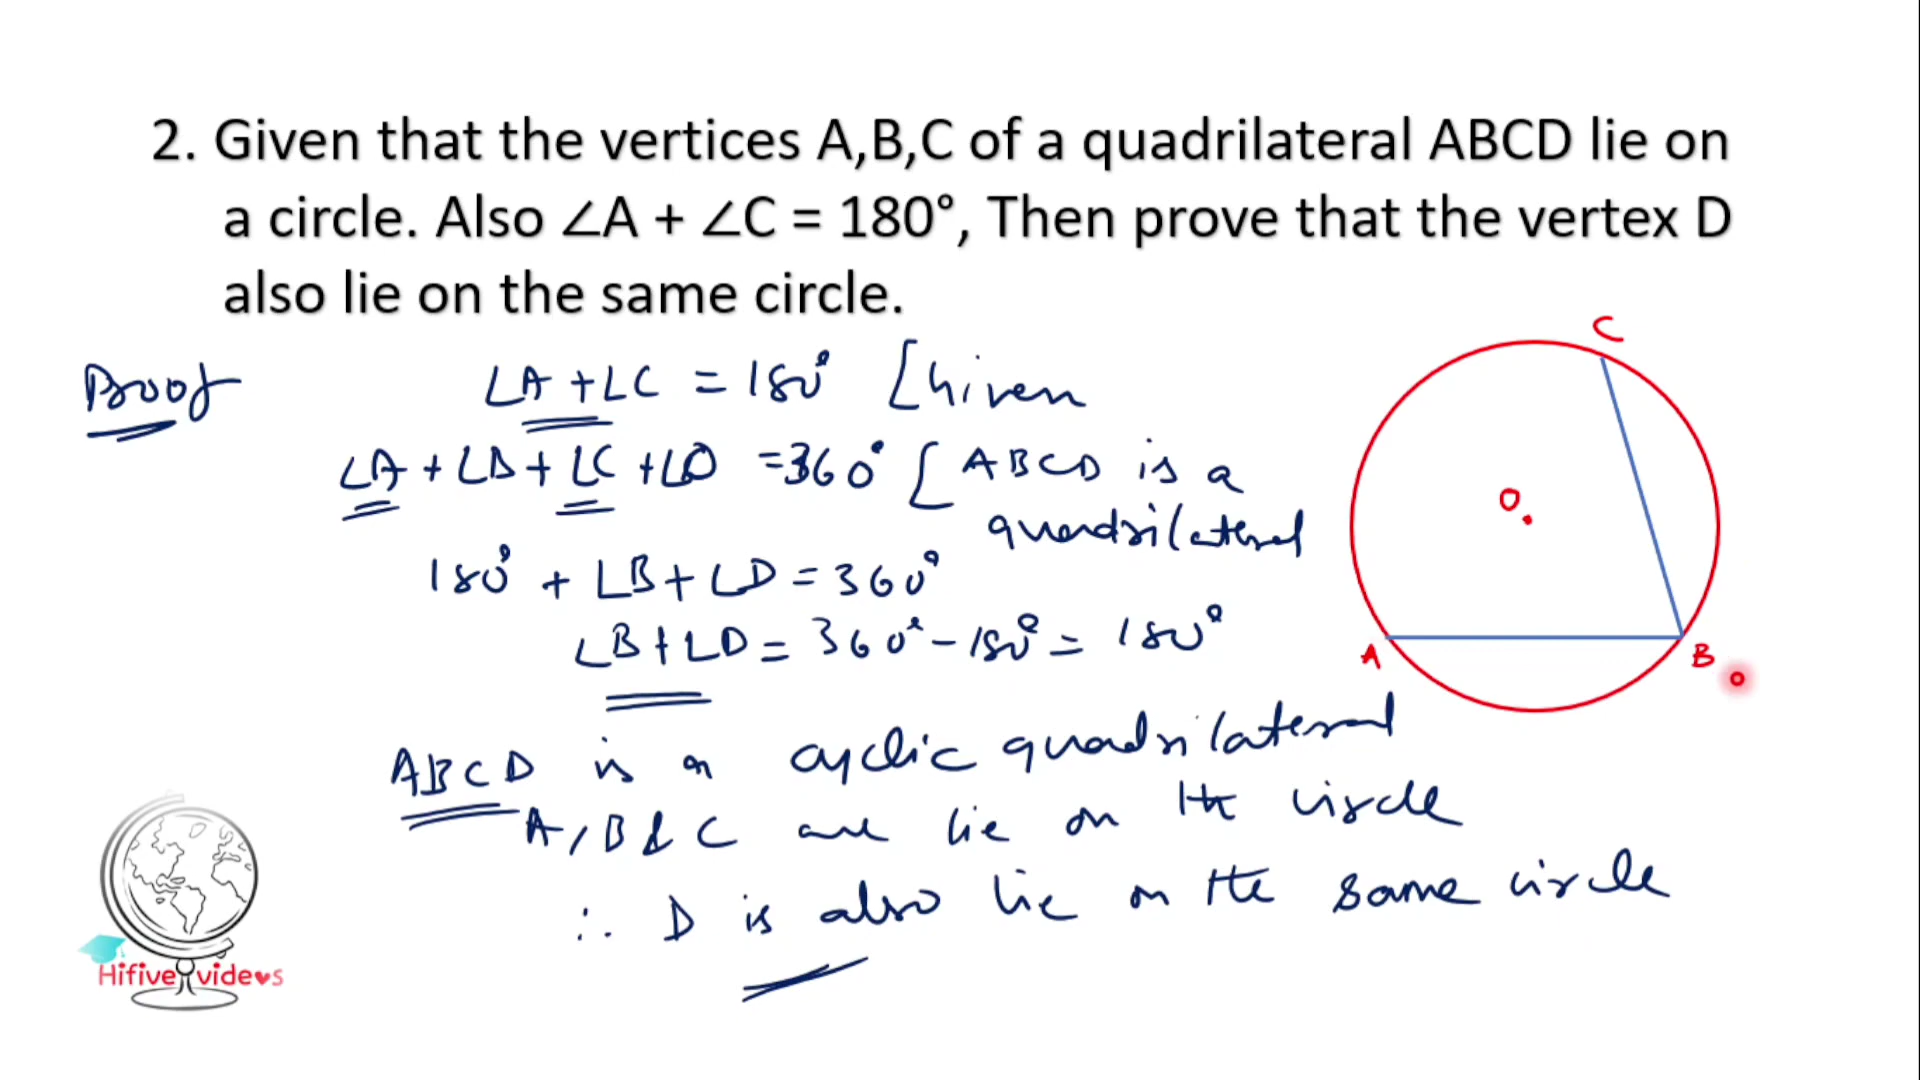 2. Given that the vertices A,B,C of a quadrilateral ABCD lie on
a circle. Also ∠A + ∠C = 180°, Then prove that the vertex D
also lie on the same circle.
C
Proof
∠A + ∠C = 180° [Given
∠A + ∠B + ∠C + ∠D = 360° [ABCD is a
quadrilateral
O.
180° + ∠B + ∠D = 360°
∠B + ∠D = 360° - 180° = 180°
A
B
ABCD is a cyclic quadrilateral
A, B & C are lie on the circle
∴ D is also lie on the same circle
Hifive videos